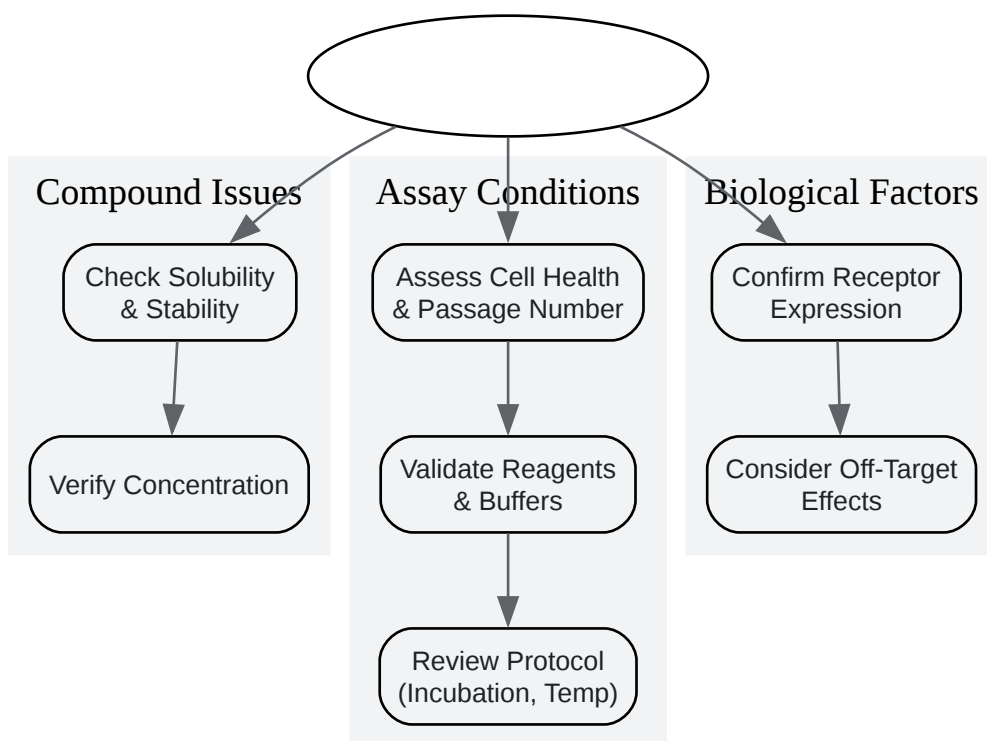 Compound Issues
Check Solubility
& Stability
Verify Concentration
Assay Conditions
Assess Cell Health
& Passage Number
Validate Reagents
& Buffers
Review Protocol
(Incubation, Temp)
Biological Factors
Confirm Receptor
Expression
Consider Off-Target
Effects